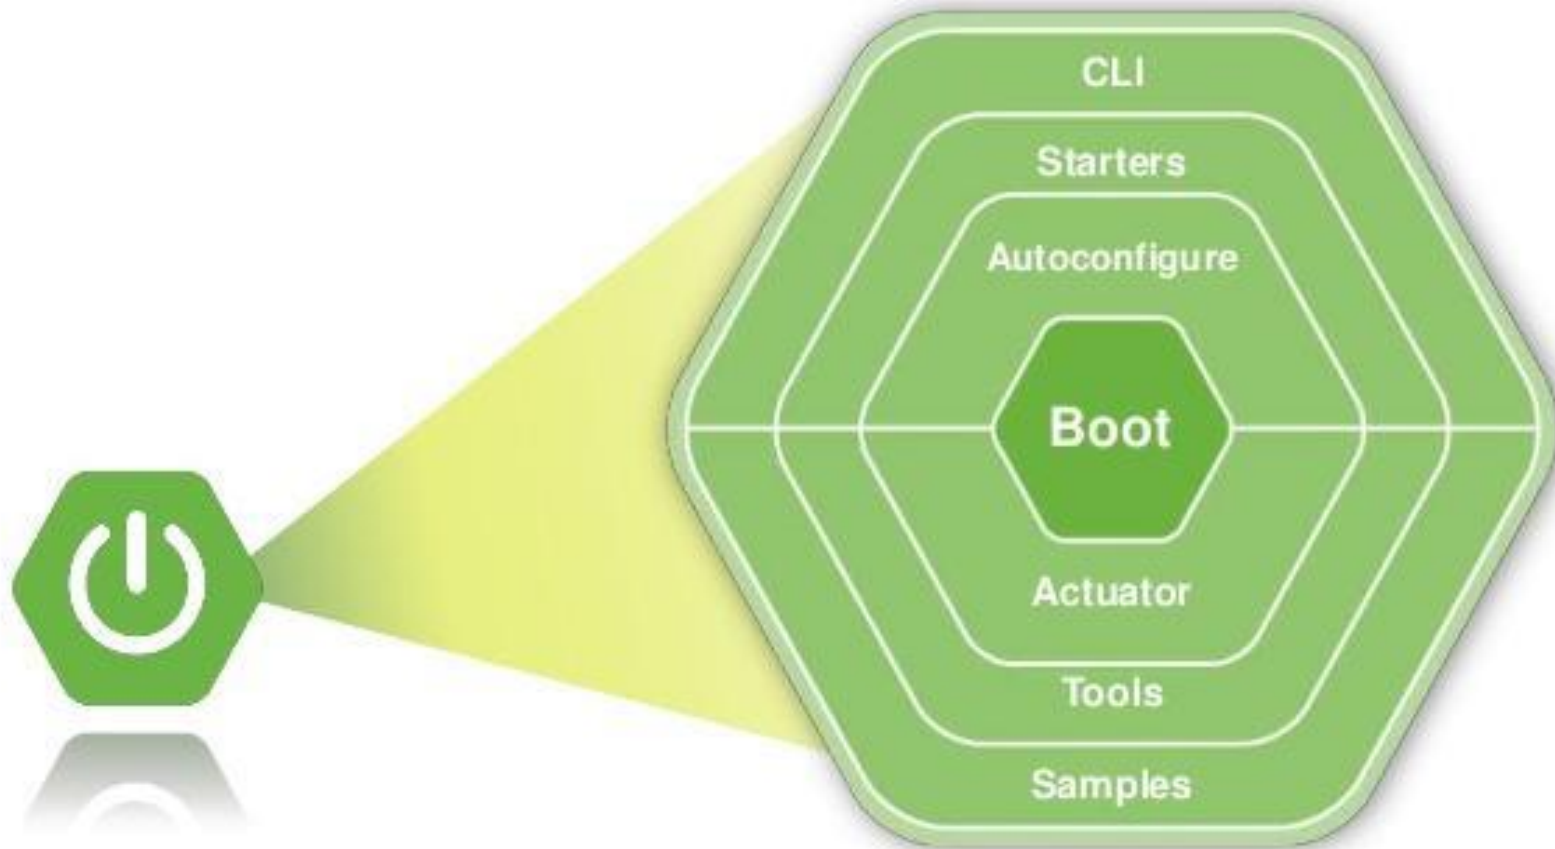 CLI
Starters
Autoconfigure
Boot
Actuator
Tools
Samples